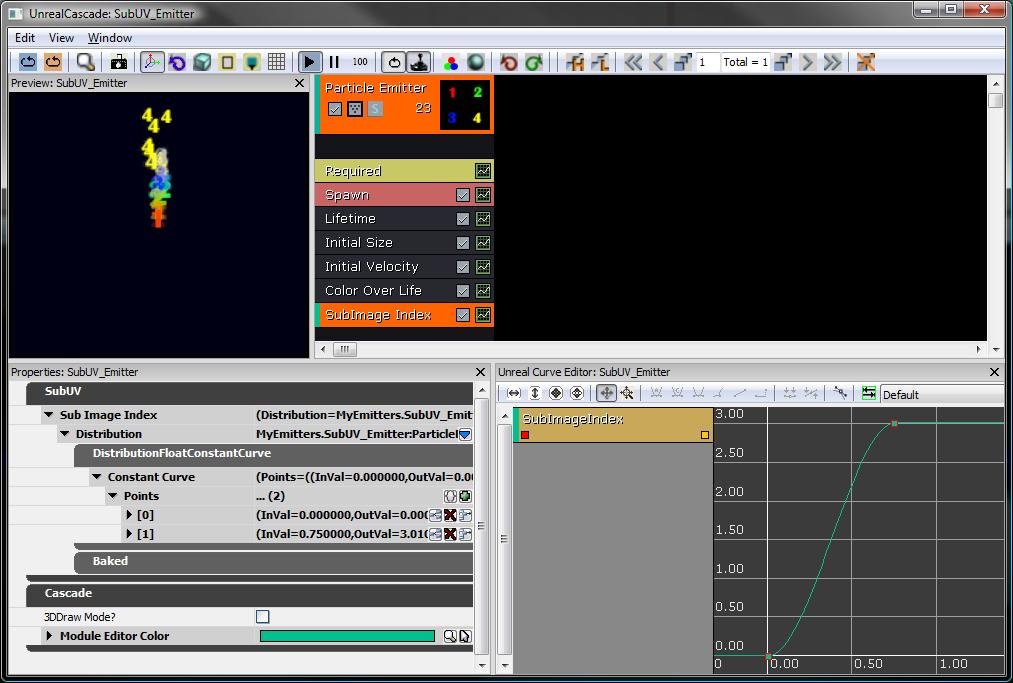 UnrealCascade: SubUV_Emitter
Edit View Window
100
1 Total = 1
Preview: SubUV_Emitter
4 4
4
4
4
Particle Emitter
S 23
1 2
3 4
Required
Spawn
Lifetime
Initial Size
Initial Velocity
Color Over Life
SubImage Index
Properties: SubUV_Emitter
SubUV
Sub Image Index (Distribution=MyEmitters.SubUV_Emit
Distribution MyEmitters.SubUV_Emitter:Particle
DistributionFloatConstantCurve
Constant Curve (Points=((InVal=0.000000,OutVal=0.00
Points ... (2)
[0] (InVal=0.000000,OutVal=0.000
[1] (InVal=0.750000,OutVal=3.010
Baked
Cascade
3DDraw Mode?
Module Editor Color
Unreal Curve Editor: SubUV_Emitter
Default
SubImageIndex
3.00
2.50
2.00
1.50
1.00
0.50
0.00
0 0.00 0.50 1.00